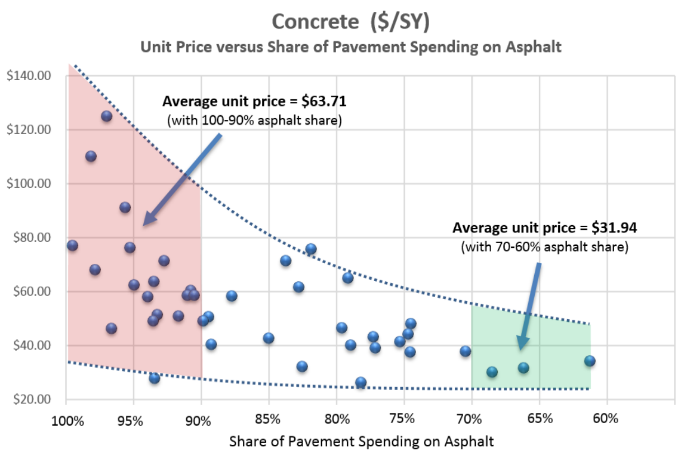 Concrete ($/SY)
Unit Price versus Share of Pavement Spending on Asphalt
$140.00
$120.00
$100.00
$80.00
$60.00
$40.00
$20.00
Average unit price = $63.71
(with 100-90% asphalt share)
Average unit price = $31.94
(with 70-60% asphalt share)
100% 95% 90% 85% 80% 75% 70% 65% 60%
Share of Pavement Spending on Asphalt